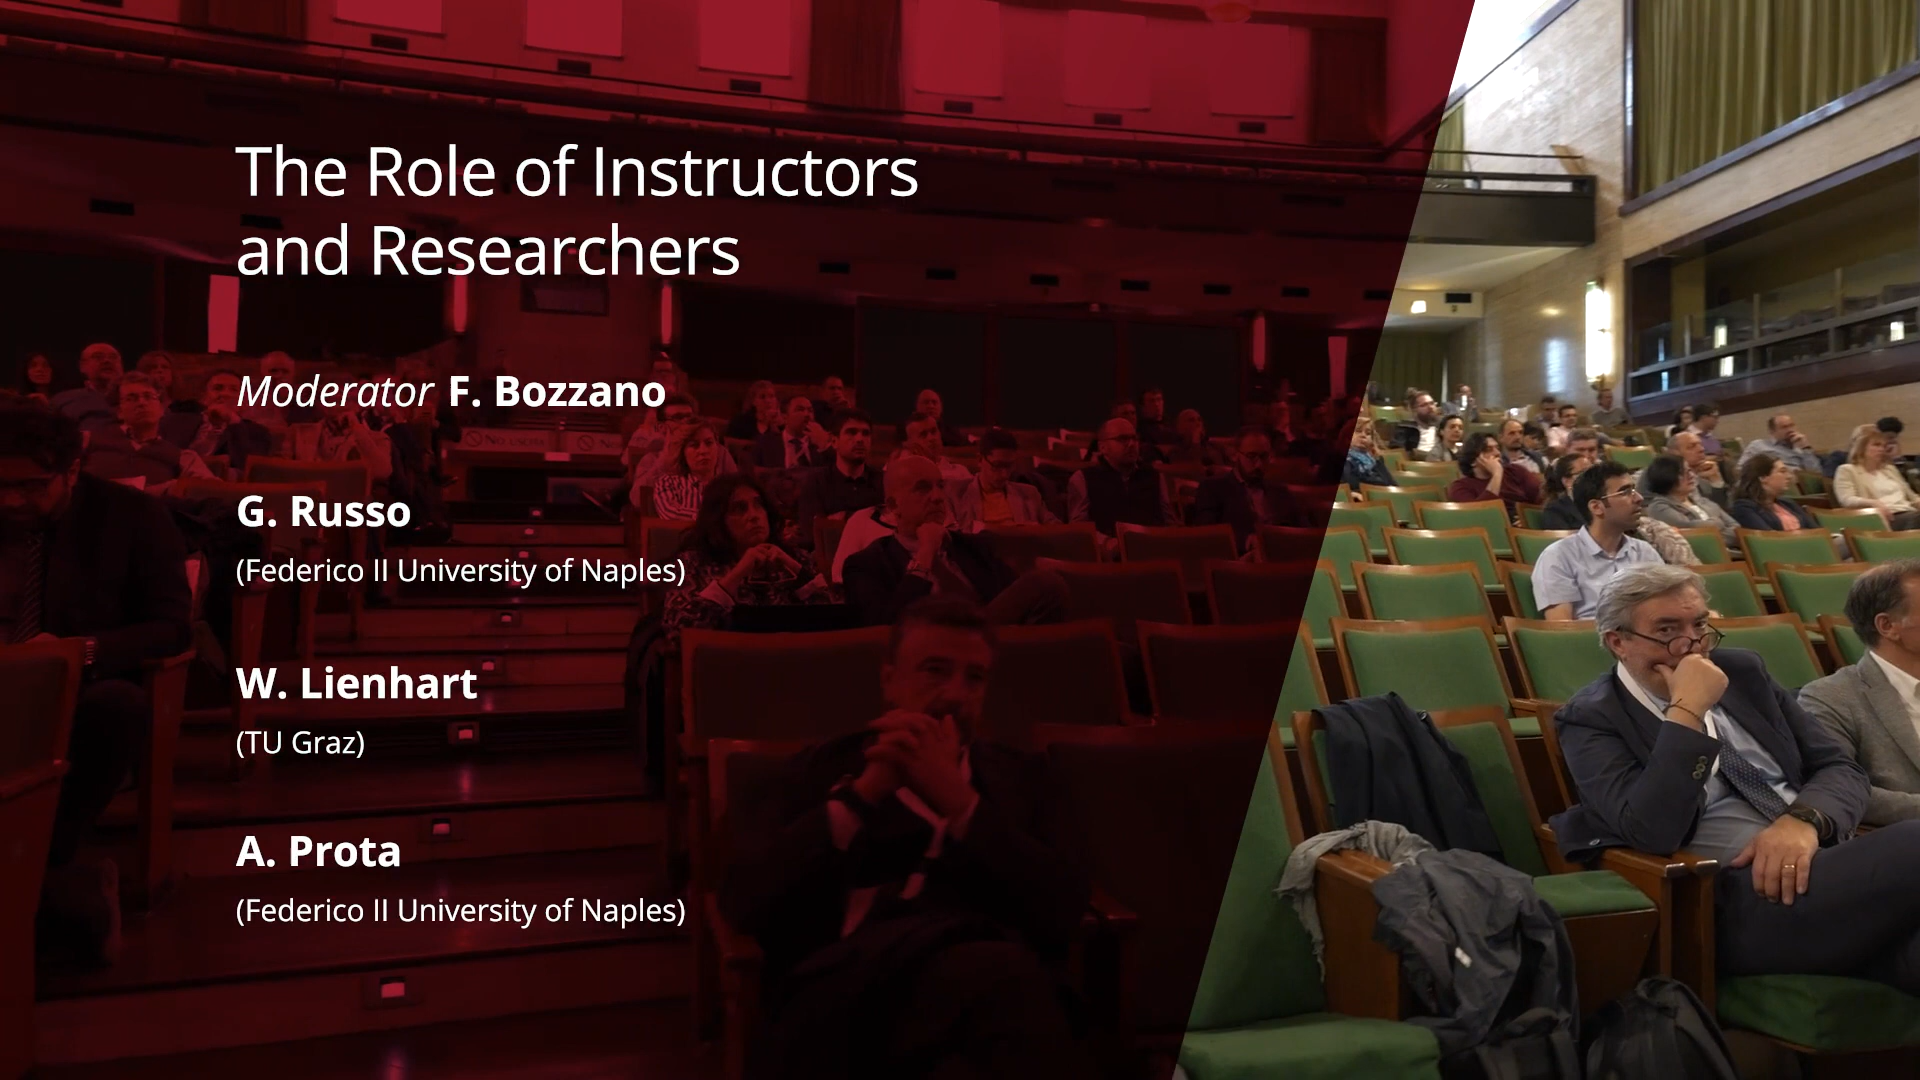 The Role of Instructors
and Researchers
Moderator F. Bozzano
G. Russo
(Federico II University of Naples)
W. Lienhart
(TU Graz)
A. Prota
(Federico II University of Naples)